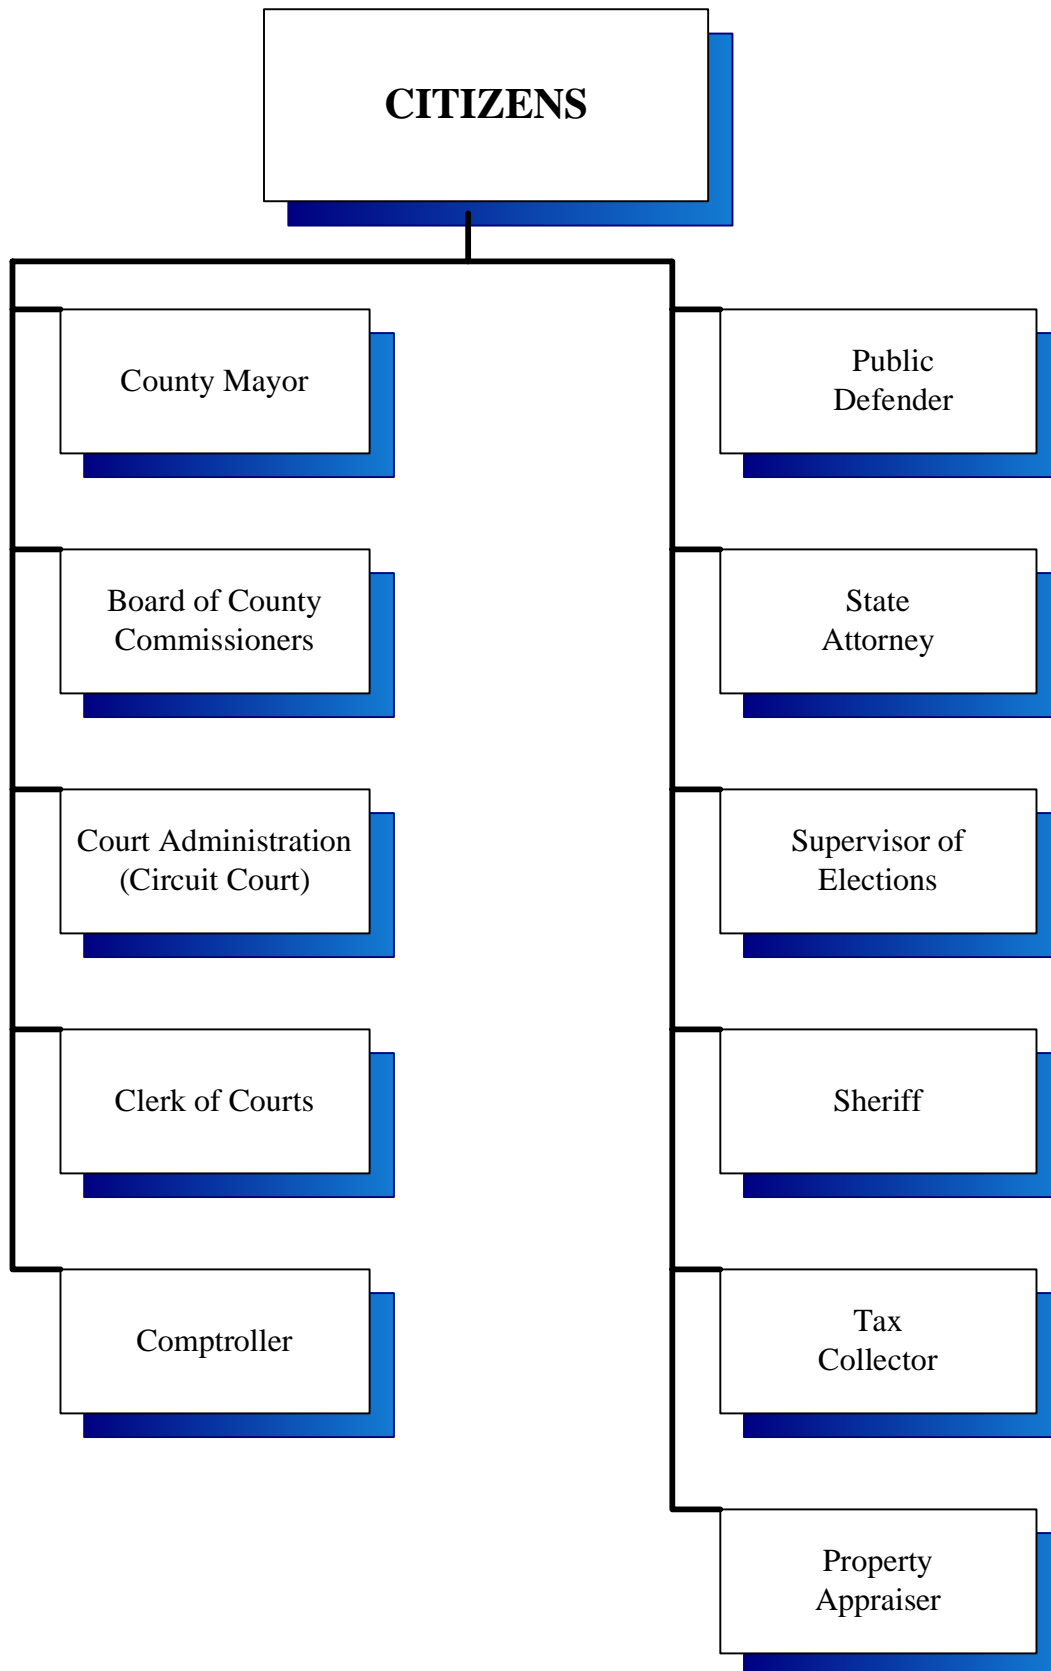 CITIZENS
County Mayor
Board of County
Commissioners
Court Administration
(Circuit Court)
Clerk of Courts
Comptroller
Public
Defender
State
Attorney
Supervisor of
Elections
Sheriff
Tax
Collector
Property
Appraiser